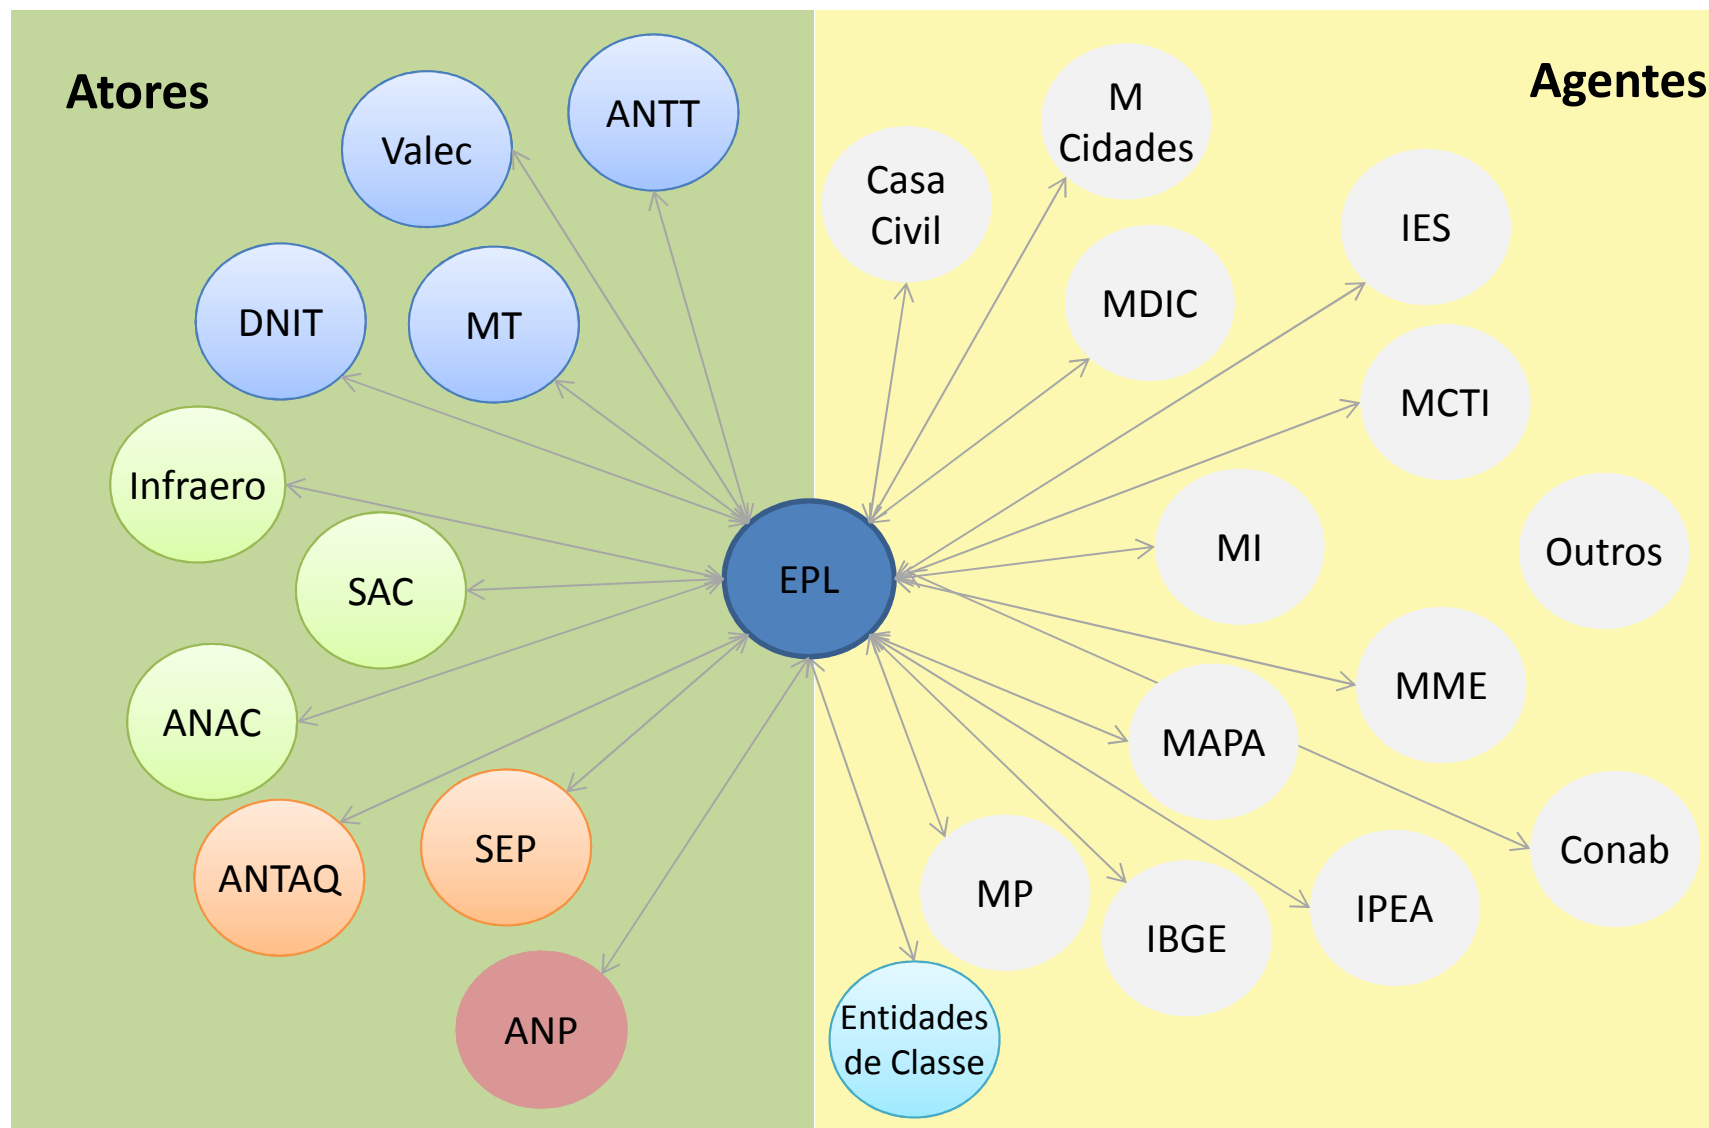 Atores
ANTT
Valec
DNIT
MT
Infraero
SAC
ANAC
ANTAQ
SEP
ANP
EPL
Agentes
M
Cidades
Casa
Civil
IES
MDIC
MCTI
MI
Outros
MME
MAPA
Conab
MP
IBGE
IPEA
Entidades
de Classe